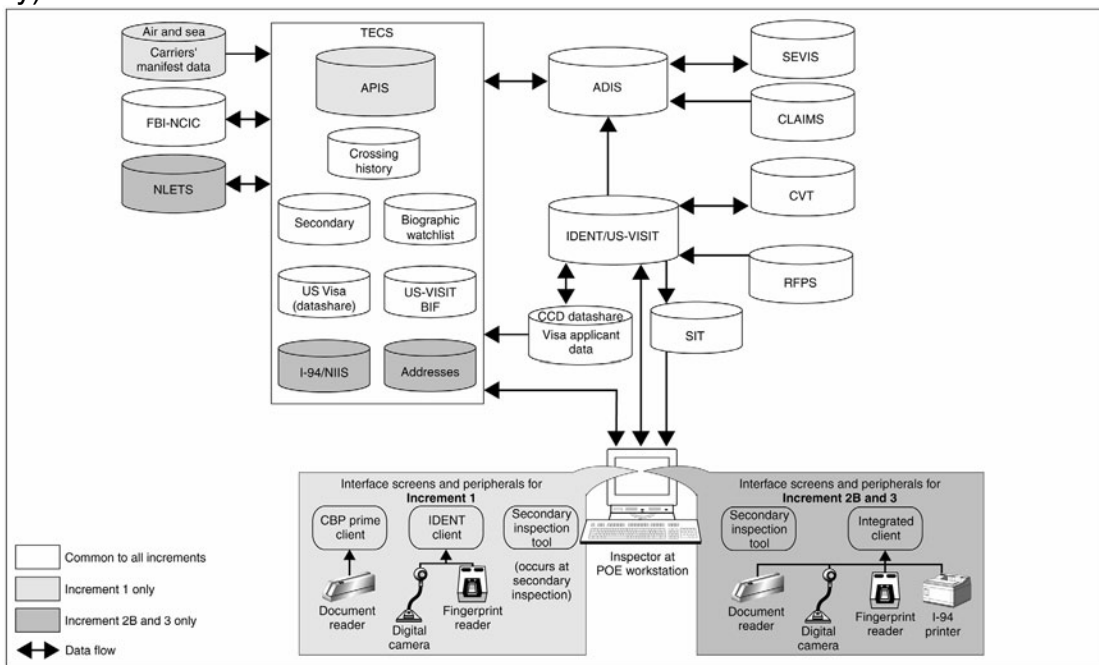 y)
Air and sea
Carriers'
manifest data
FBI-NCIC
NLETS
TECS
APIS
Crossing
history
Secondary
Biographic
watchlist
US Visa
(datashare)
US-VISIT
BIF
I-94/NIIS
Addresses
ADIS
IDENT/US-VISIT
CCD datashare
Visa applicant
data
SIT
SEVIS
CLAIMS
CVT
RFPS
Interface screens and peripherals for
Increment 1
CBP prime
client
IDENT
client
Secondary
inspection
tool
(occurs at
secondary
inspection)
Document
reader
Digital
camera
Fingerprint
reader
Inspector at
POE workstation
Interface screens and peripherals for
Increment 2B and 3
Secondary
inspection
tool
Integrated
client
Document
reader
Digital
camera
Fingerprint
reader
I-94
printer
Common to all increments
Increment 1 only
Increment 2B and 3 only
Data flow